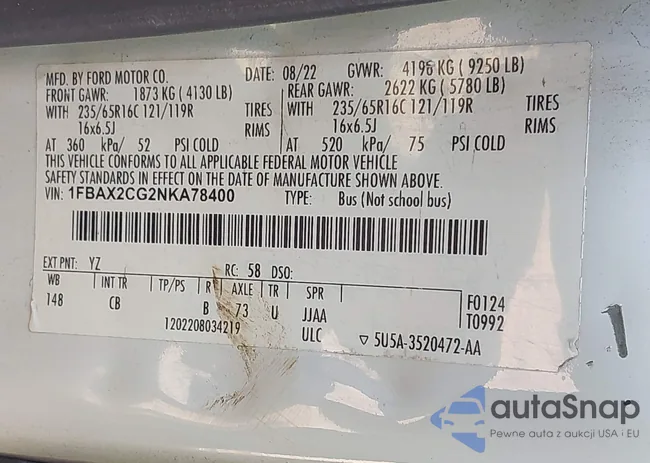 MFD. BY FORD MOTOR CO. DATE: 08/22 GVWR: 4196 KG ( 9250 LB)
FRONT GAWR: 1873 KG ( 4130 LB) REAR GAWR: 2622 KG ( 5780 LB)
WITH 235/65R16C 121/119R TIRES WITH 235/65R16C 121/119R TIRES
16x6.5J RIMS 16x6.5J RIMS
AT 360 kPa/ 52 PSI COLD AT 520 kPa/ 75 PSI COLD
THIS VEHICLE CONFORMS TO ALL APPLICABLE FEDERAL MOTOR VEHICLE
SAFETY STANDARDS IN EFFECT ON THE DATE OF MANUFACTURE SHOWN ABOVE.
VIN: 1FBAX2CG2NKA78400 TYPE: Bus (Not school bus)
EXT PNT: YZ RC: 58 DSO:
WB INT TR TP/PS R AXLE TR SPR F0124
148 CB B 73 U JJAA T0992
1202208034219 ULC ▽ 5U5A-3520472-AA
autaSnap
Pewne auta z aukcji USA i EU